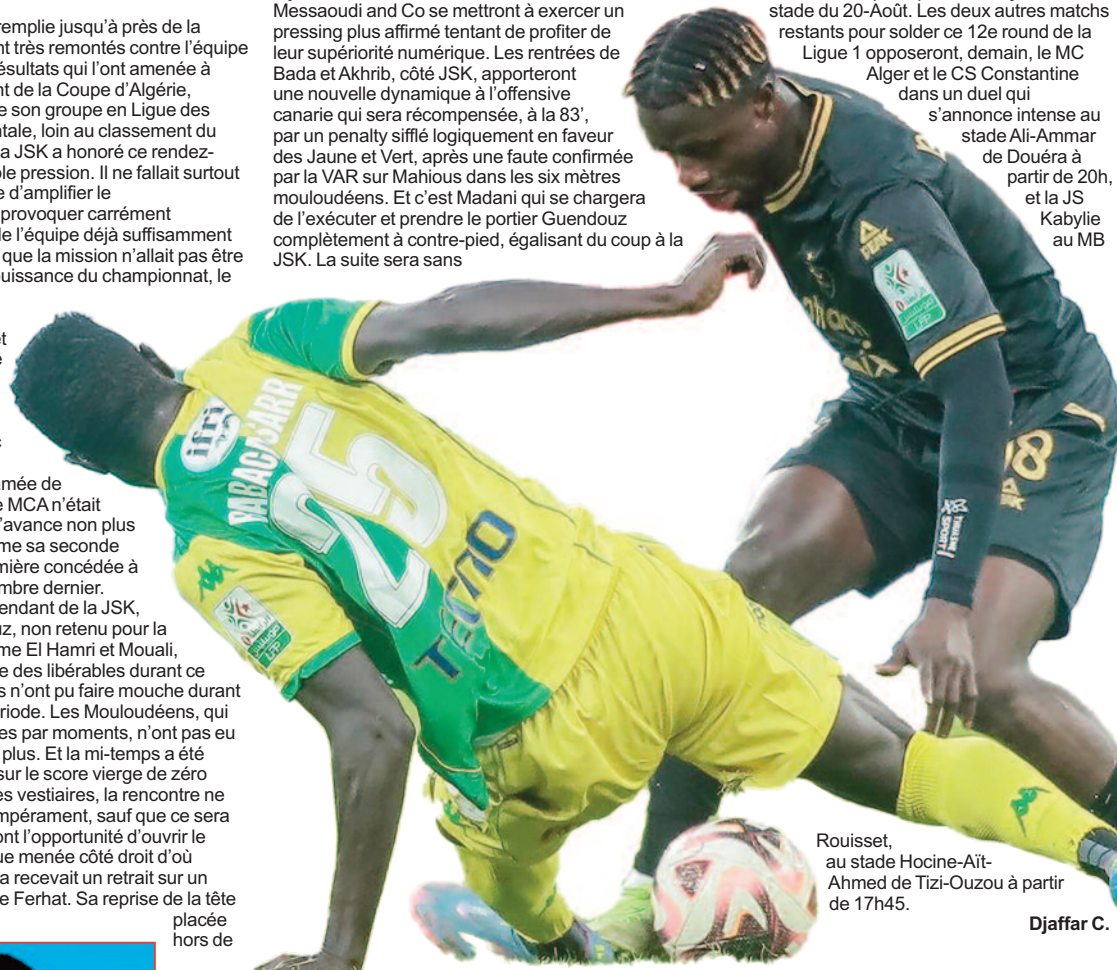 remplie jusqu'à près de la
nt très remontés contre l'équipe
ésultats qui l'ont amenée à
nt de la Coupe d'Algérie,
e son groupe en Ligue des
ntale, loin au classement du
a JSK a honoré ce rendez-
ble pression. Il ne fallait surtout
e d'amplifier le
provoquer carrément
de l'équipe déjà suffisamment
que la mission n'allait pas être
puissance du championnat, le
et
e
amée de
e MCA n'était
l'avance non plus
me sa seconde
mière concédée à
mbre dernier.
endant de la JSK,
uz, non retenu pour la
me El Hamri et Mouali,
e des libérables durant ce
s n'ont pu faire mouche durant
riode. Les Mouloudéens, qui
es par moments, n'ont pas eu
plus. Et la mi-temps a été
sur le score vierge de zéro
es vestiaires, la rencontre ne
mpérament, sauf que ce sera
ont l'opportunité d'ouvrir le
ue menée côté droit d'où
a recevait un retrait sur un
e Ferhat. Sa reprise de la tête
placée
hors de
Messaoudi and Co se mettront à exercer un
pressing plus affirmé tentant de profiter de
leur supériorité numérique. Les rentrées de
Bada et Akhrib, côté JSK, apporteront
une nouvelle dynamique à l'offensive
canarie qui sera récompensée, à la 83',
par un penalty sifflé logiquement en faveur
des Jaune et Vert, après une faute confirmée
par la VAR sur Mahious dans les six mètres
mouloudéens. Et c'est Madani qui se chargera
de l'exécuter et prendre le portier Guendouz
complètement à contre-pied, égalisant du coup à la
JSK. La suite sera sans
stade du 20-Août. Les deux autres matchs
restants pour solder ce 12e round de la
Ligue 1 opposeront, demain, le MC
Alger et le CS Constantine
dans un duel qui
s'annonce intense au
stade Ali-Ammar
de Douéra à
partir de 20h,
et la JS
Kabylie
au MB
Rouisset,
au stade Hocine-Aït-
Ahmed de Tizi-Ouzou à partir
de 17h45.
Djaffar C.
ifri
BABACAR SARR
25
TECNO
LFP
PEAK
LFP
8
THUASNE
SPORT